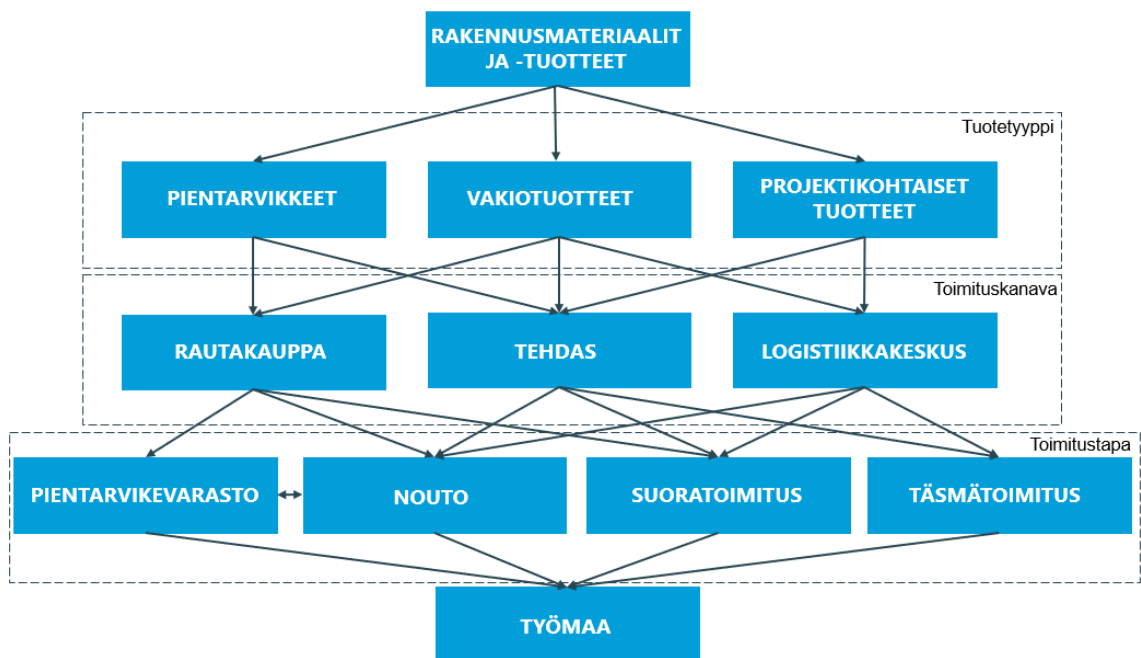 RAKENNUSMATERIAALIT
JA -TUOTTEET
Tuotetyyppi
PIENTARVIKKEET
VAKIOTUOTTEET
PROJEKTIKOHTAISET
TUOTTEET
Toimituskanava
RAUTAKAUPPA
TEHDAS
LOGISTIIKKAKESKUS
Toimitustapa
PIENTARVIKEVARASTO
NOUTO
SUORATOIMITUS
TÄSMÄTOIMITUS
TYÖMAA